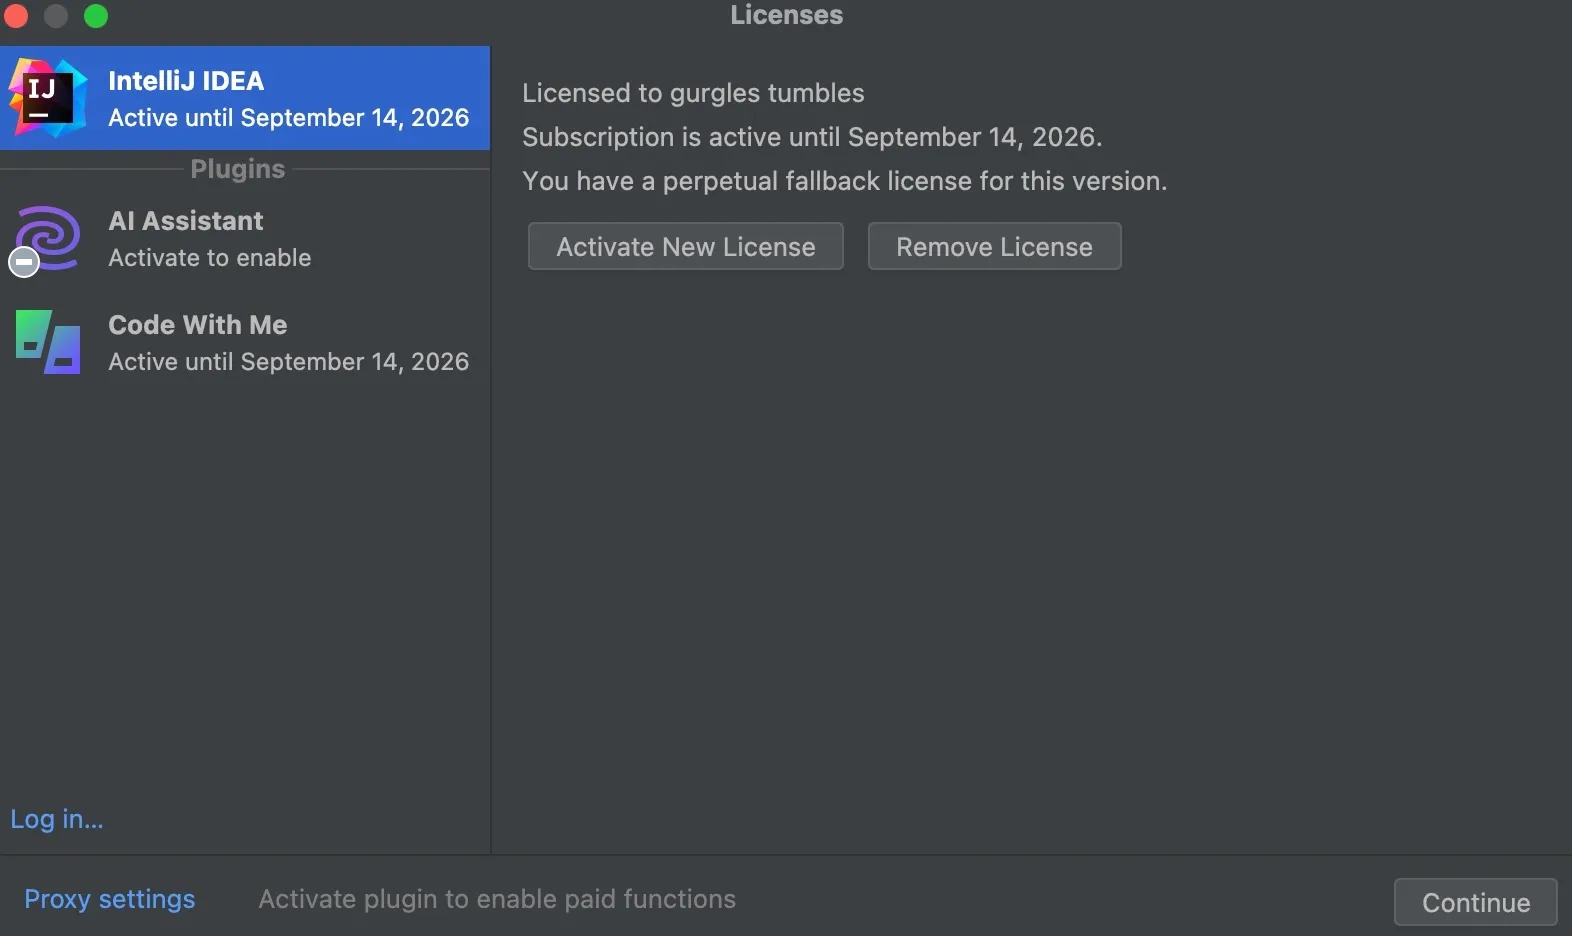 Licenses
IJ
IntelliJ IDEA
Active until September 14, 2026
Plugins
AI Assistant
Activate to enable
Code With Me
Active until September 14, 2026
Log in...
Licensed to gurgles tumbles
Subscription is active until September 14, 2026.
You have a perpetual fallback license for this version.
Activate New License
Remove License
Proxy settings
Activate plugin to enable paid functions
Continue